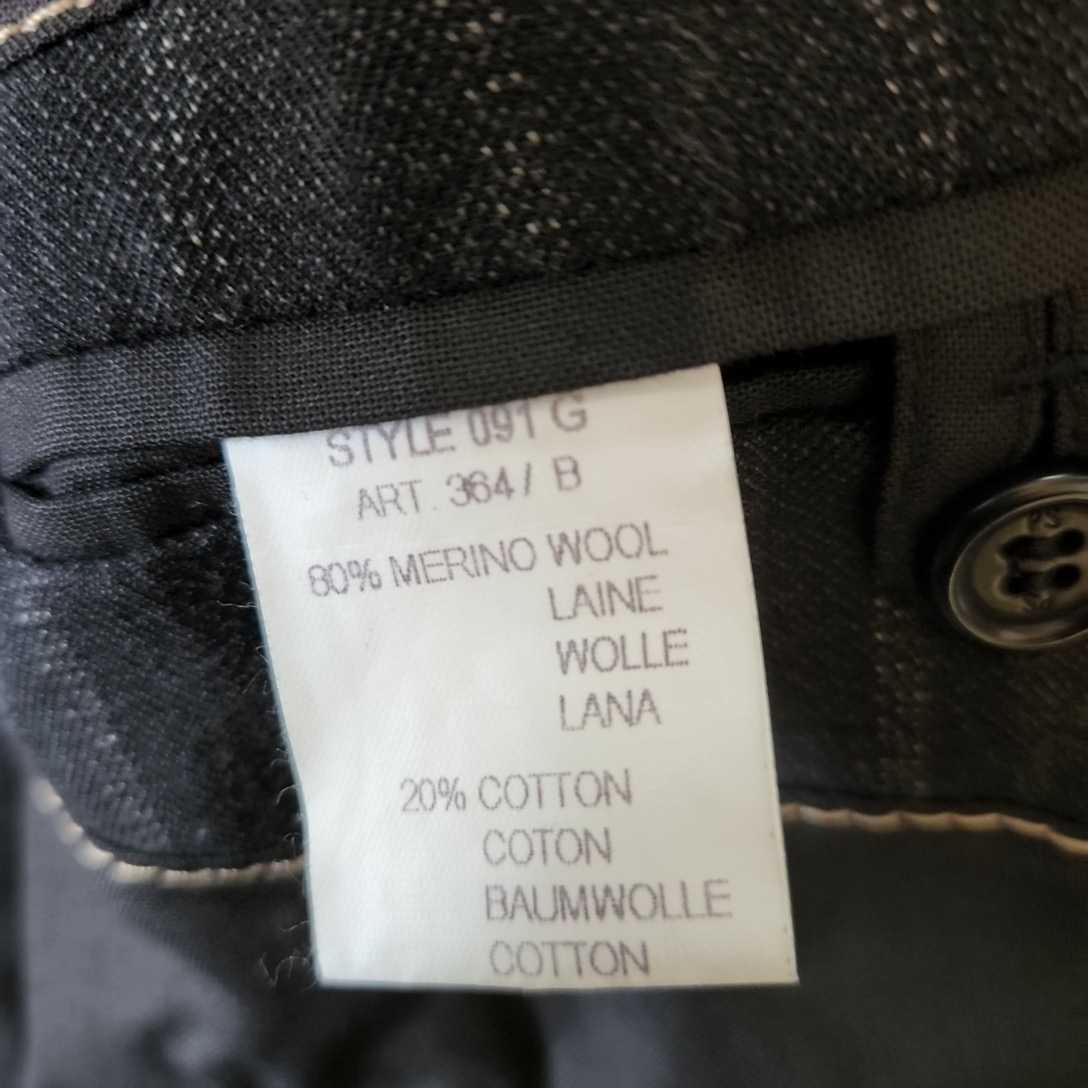 STYLE 091 G
ART. 364 / B
80% MERINO WOOL
LAINE
WOLLE
LANA
20% COTTON
COTON
BAUMWOLLE
COTTON